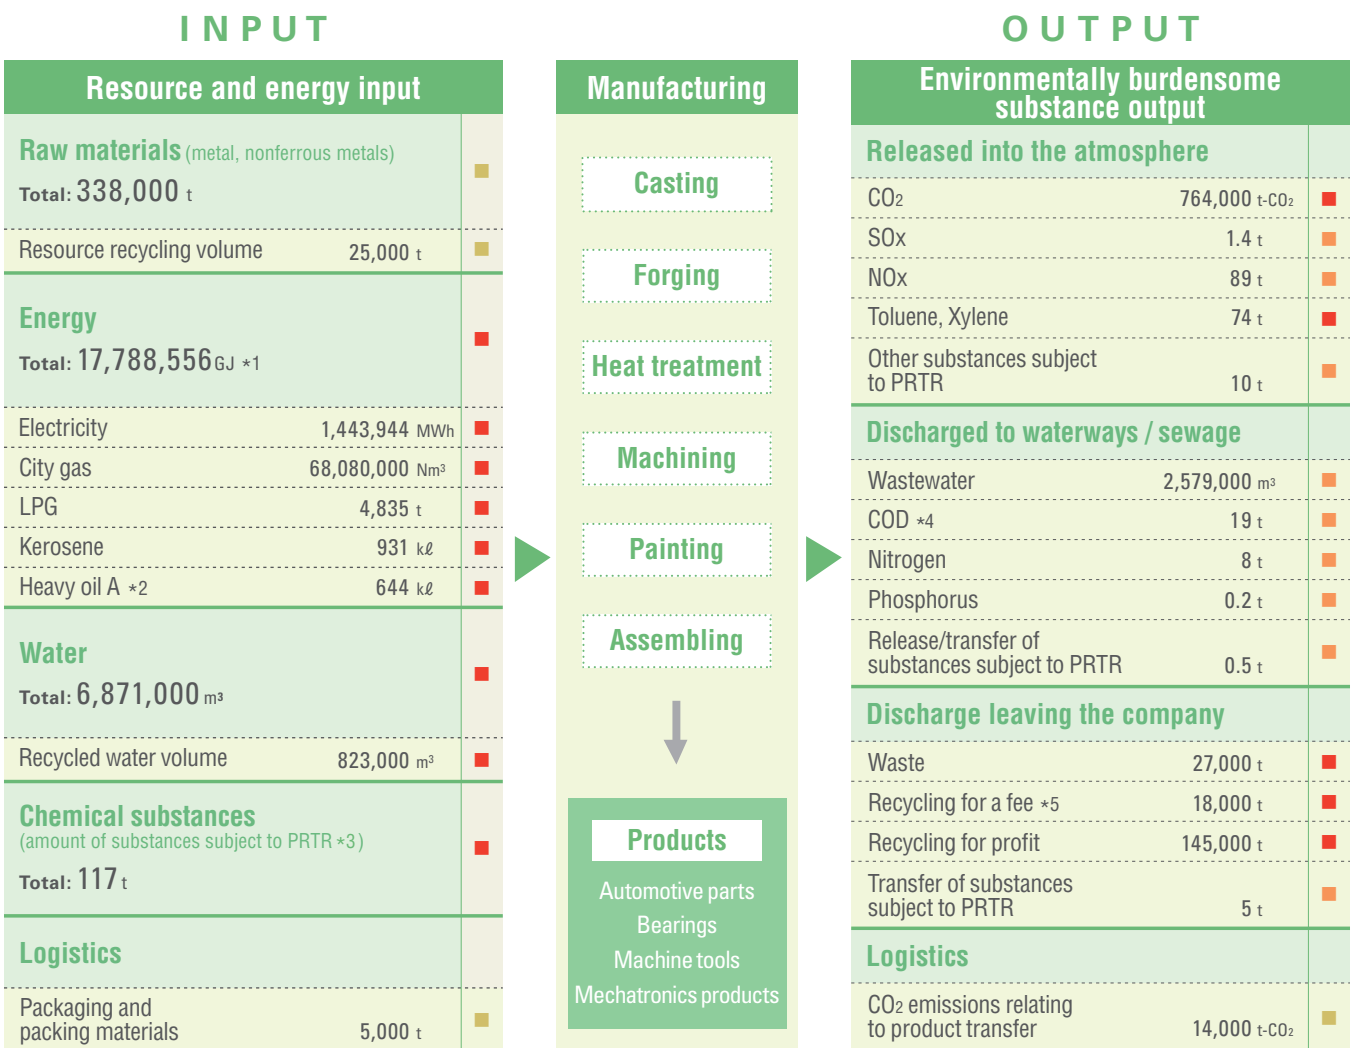 INPUT
Resource and energy input
Raw materials (metal, nonferrous metals)
Total: 338,000 t
Resource recycling volume 25,000 t
Energy
Total: 17,788,556 GJ *1
Electricity 1,443,944 MWh
City gas 68,080,000 Nm³
LPG 4,835 t
Kerosene 931 kℓ
Heavy oil A *2 644 kℓ
Water
Total: 6,871,000 m³
Recycled water volume 823,000 m³
Chemical substances
(amount of substances subject to PRTR *3)
Total: 117 t
Logistics
Packaging and
packing materials 5,000 t
Manufacturing
Casting
Forging
Heat treatment
Machining
Painting
Assembling
Products
Automotive parts
Bearings
Machine tools
Mechatronics products
OUTPUT
Environmentally burdensome
substance output
Released into the atmosphere
CO₂ 764,000 t-CO₂
SOx 1.4 t
NOx 89 t
Toluene, Xylene 74 t
Other substances subject
to PRTR 10 t
Discharged to waterways / sewage
Wastewater 2,579,000 m³
COD *4 19 t
Nitrogen 8 t
Phosphorus 0.2 t
Release/transfer of
substances subject to PRTR 0.5 t
Discharge leaving the company
Waste 27,000 t
Recycling for a fee *5 18,000 t
Recycling for profit 145,000 t
Transfer of substances
subject to PRTR 5 t
Logistics
CO₂ emissions relating
to product transfer 14,000 t-CO₂